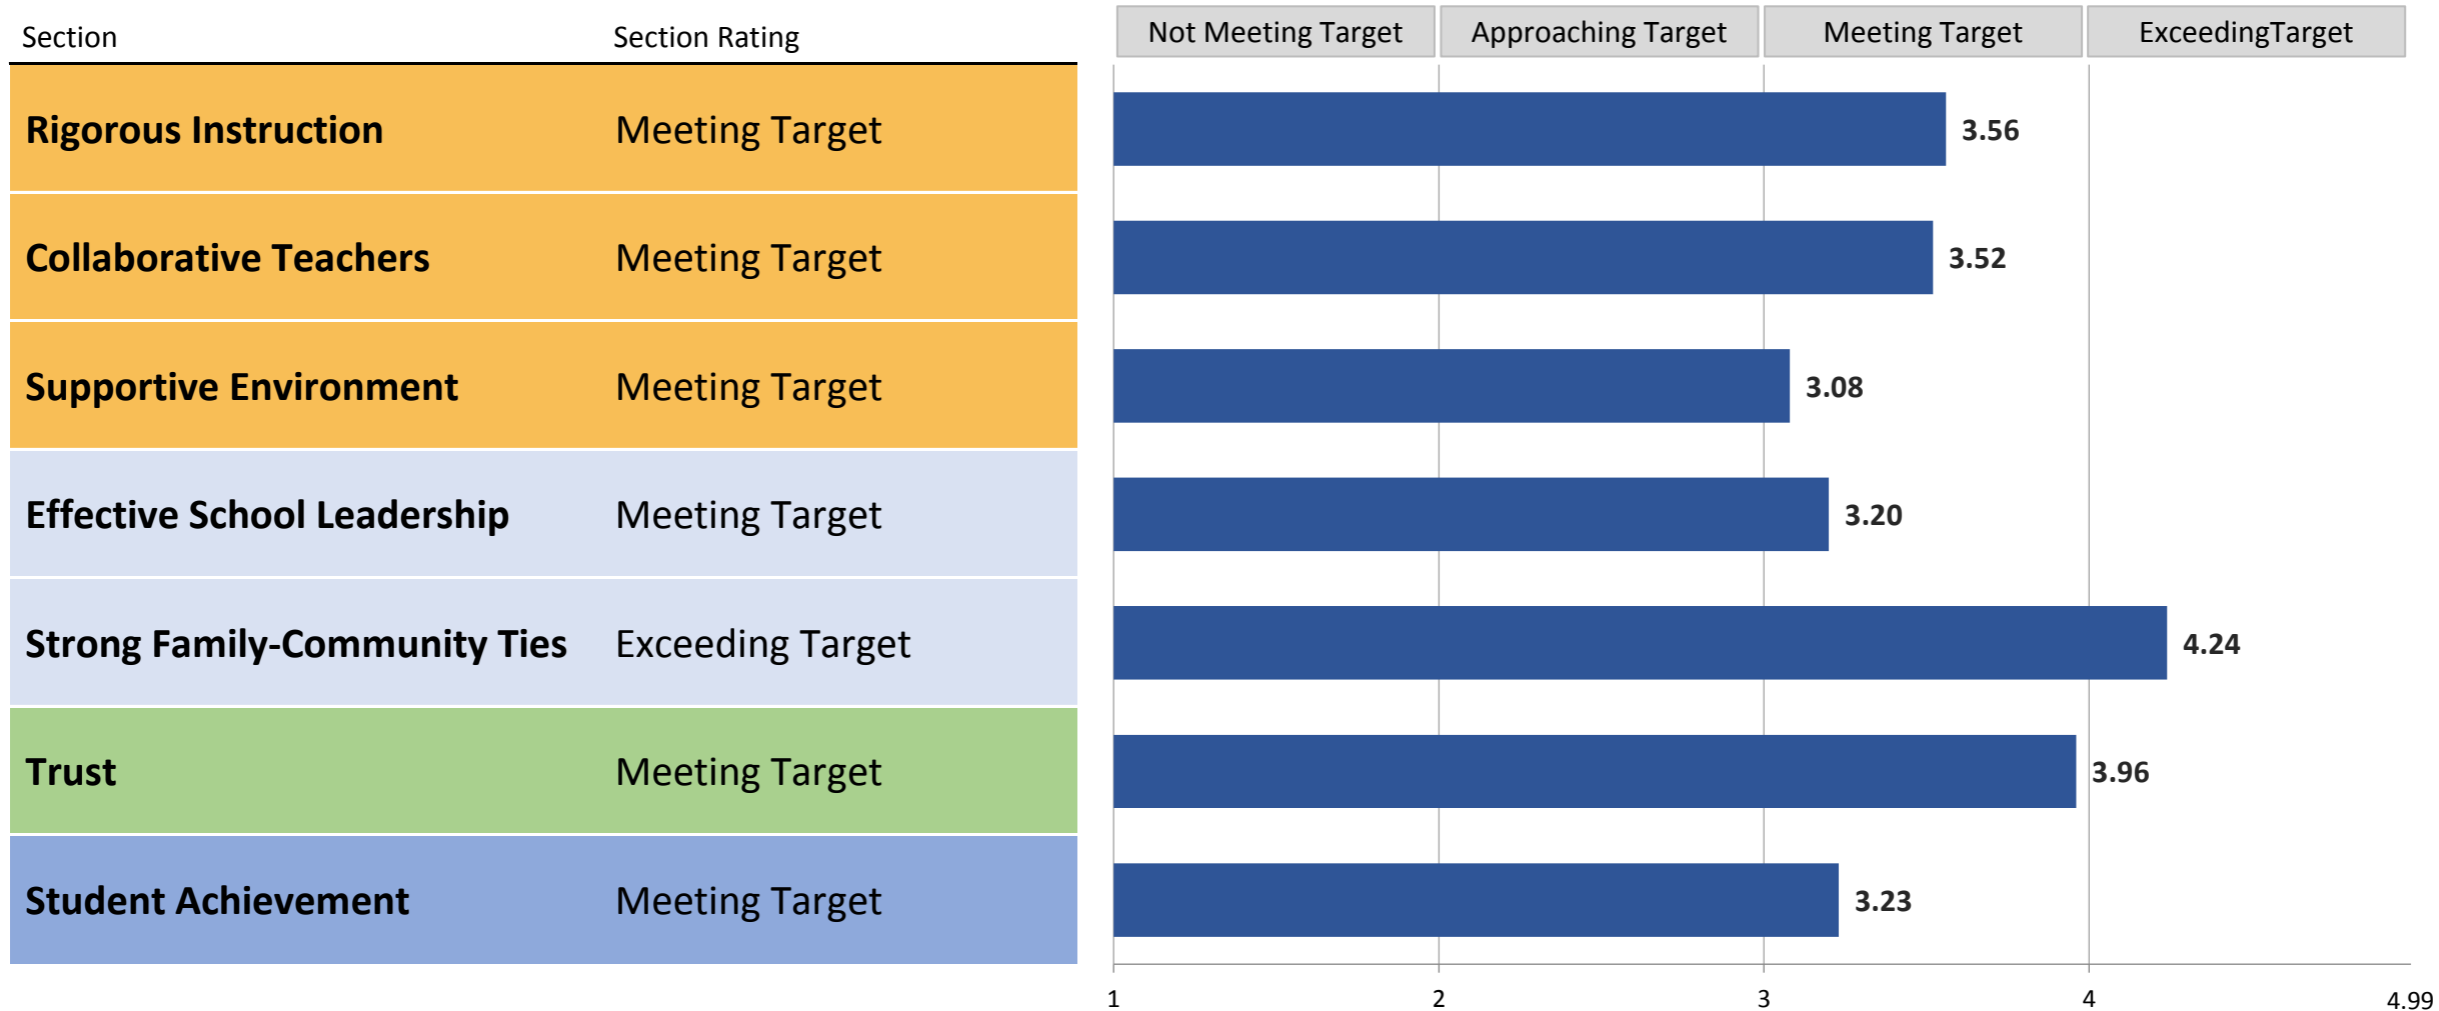 Section Section Rating Not Meeting Target Approaching Target Meeting Target ExceedingTarget
Rigorous Instruction Meeting Target 3.56
Collaborative Teachers Meeting Target 3.52
Supportive Environment Meeting Target 3.08
Effective School Leadership Meeting Target 3.20
Strong Family-Community Ties Exceeding Target 4.24
Trust Meeting Target 3.96
Student Achievement Meeting Target 3.23
1 2 3 4 4.99